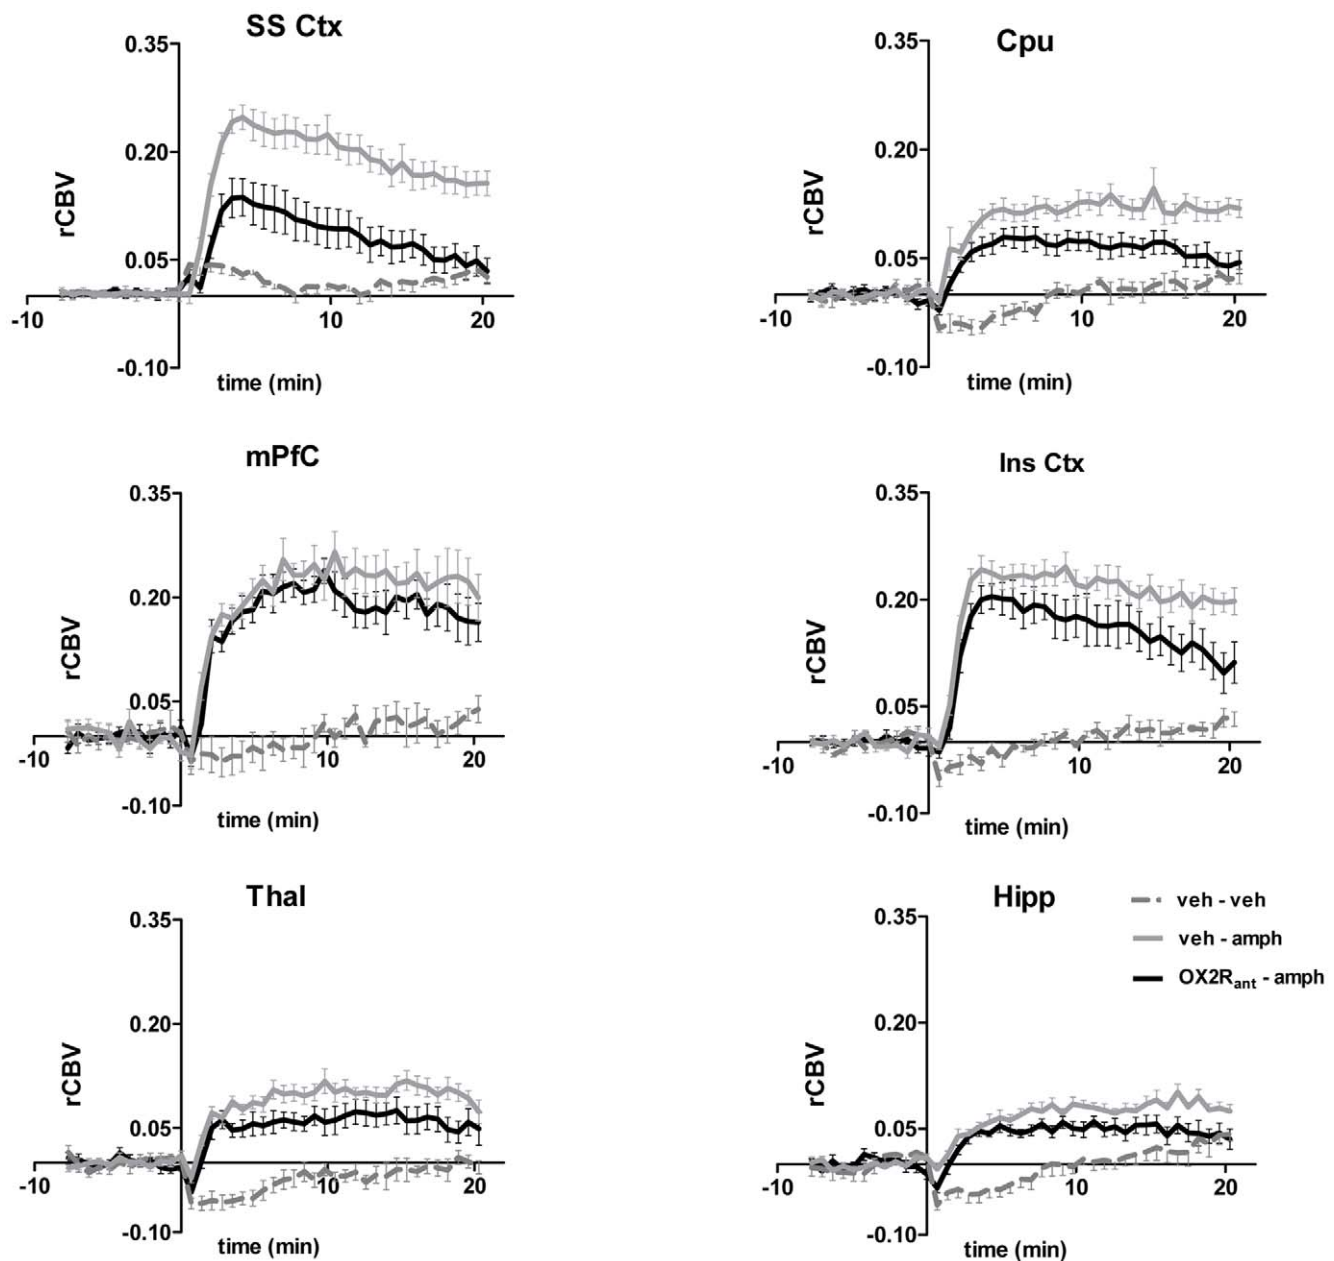 SS Ctx
0.35
0.20
0.05
-0.10
rCBV
-10
10
20
time (min)
Cpu
0.35
0.20
0.05
-0.10
rCBV
-10
10
20
time (min)
mPfC
0.35
0.20
0.05
-0.10
rCBV
-10
10
20
time (min)
Ins Ctx
0.35
0.20
0.05
-0.10
rCBV
-10
10
20
time (min)
Thal
0.35
0.20
0.05
-0.10
rCBV
-10
10
20
time (min)
Hipp
0.35
0.20
0.05
-0.10
rCBV
-10
10
20
time (min)
veh - veh
veh - amph
OX2Rant - amph